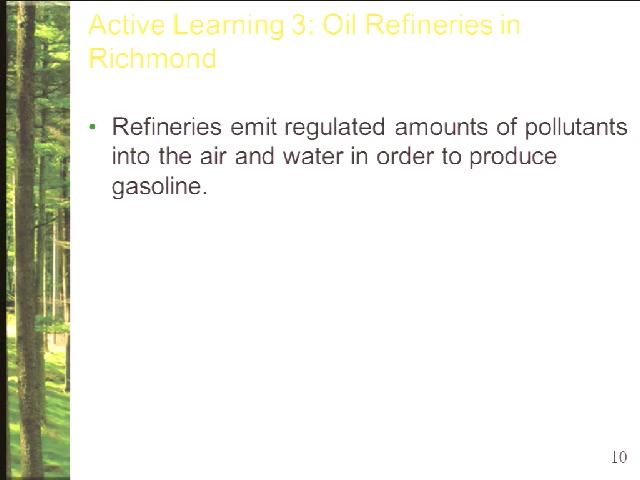 Active Learning 3: Oil Refineries in
Richmond
• Refineries emit regulated amounts of pollutants
into the air and water in order to produce
gasoline.
10